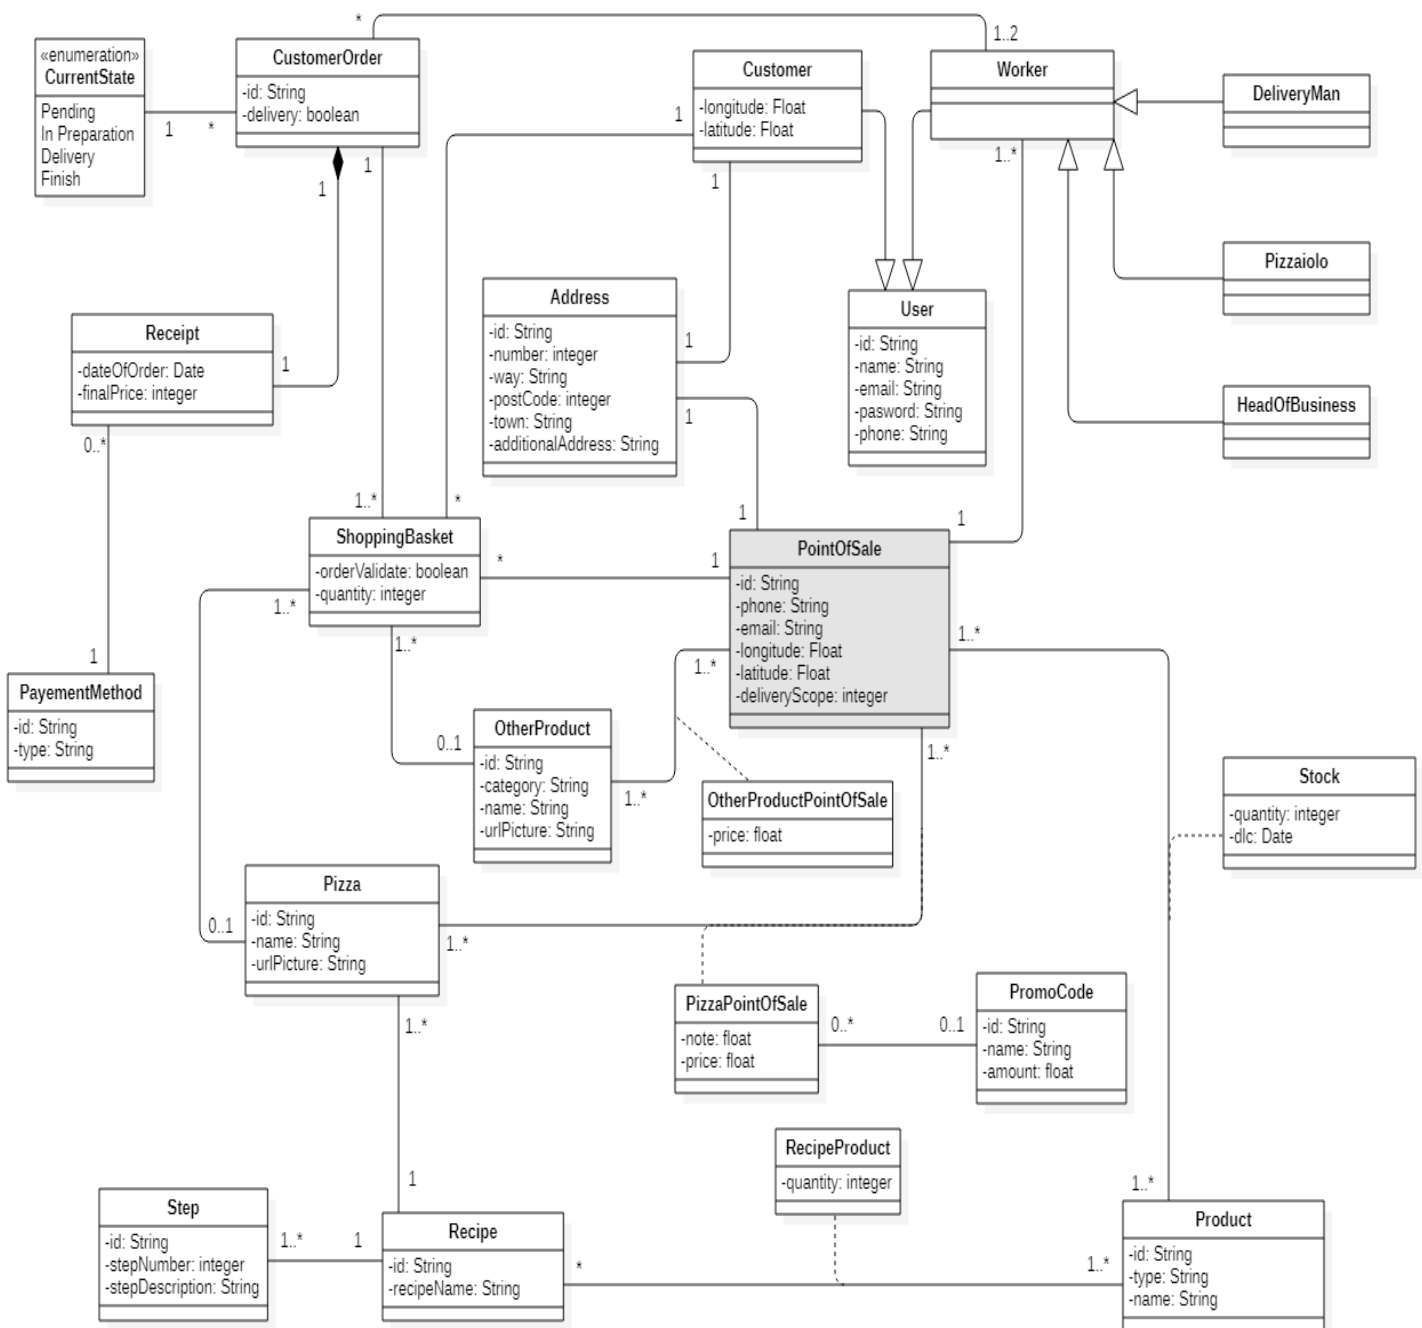 *
1..2
«enumeration»
CurrentState
Pending
In Preparation
Delivery
Finish
1
*
CustomerOrder
-id: String
-delivery: boolean
1
1
Customer
-longitude: Float
-latitude: Float
1
1
Worker
1..*
DeliveryMan
Pizzaiolo
HeadOfBusiness
Address
-id: String
-number: integer
-way: String
-postCode: integer
-town: String
-additionalAddress: String
1
1
User
-id: String
-name: String
-email: String
-pasword: String
-phone: String
Receipt
-dateOfOrder: Date
-finalPrice: integer
1
0..*
1..*
*
1
1
ShoppingBasket
-orderValidate: boolean
-quantity: integer
*
1
1..*
1..*
PointOfSale
-id: String
-phone: String
-email: String
-longitude: Float
-latitude: Float
-deliveryScope: integer
1..*
1..*
1..*
1
PayementMethod
-id: String
-type: String
OtherProduct
-id: String
-category: String
-name: String
-urlPicture: String
0..1
1..*
OtherProductPointOfSale
-price: float
Stock
-quantity: integer
-dlc: Date
Pizza
-id: String
-name: String
-urlPicture: String
0..1
1..*
1..*
PizzaPointOfSale
-note: float
-price: float
0..*
0..1
PromoCode
-id: String
-name: String
-amount: float
RecipeProduct
-quantity: integer
1
1..*
Step
-id: String
-stepNumber: integer
-stepDescription: String
1..*
1
Recipe
-id: String
-recipeName: String
*
1..*
Product
-id: String
-type: String
-name: String